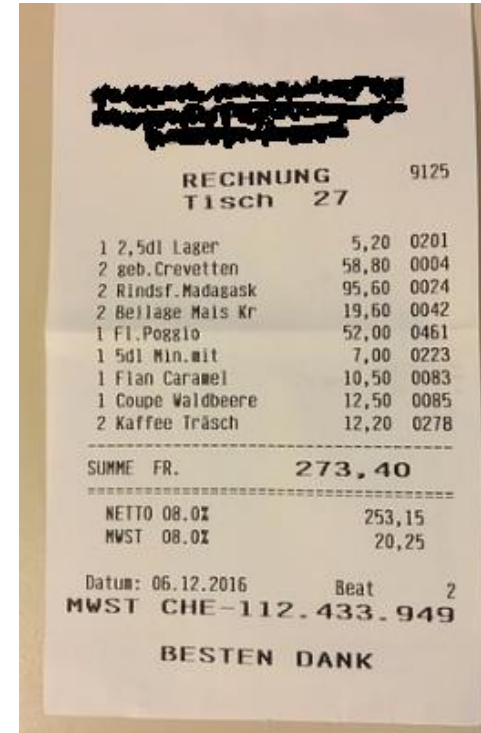 RECHNUNG 9125
Tisch 27
1 2,5dl Lager 5,20 0201
2 geb.Crevetten 58,80 0004
2 Rindsf.Madagask 95,60 0024
2 Beilage Mais Kr 19,60 0042
1 Fl.Poggio 52,00 0461
1 5dl Min.mit 7,00 0223
1 Flan Caramel 10,50 0083
1 Coupe Waldbeere 12,50 0085
2 Kaffee Träsch 12,20 0278
SUMME FR. 273,40
NETTO 08.0% 253,15
MWST 08.0% 20,25
Datum: 06.12.2016 Beat 2
MWST CHE-112.433.949
BESTEN DANK